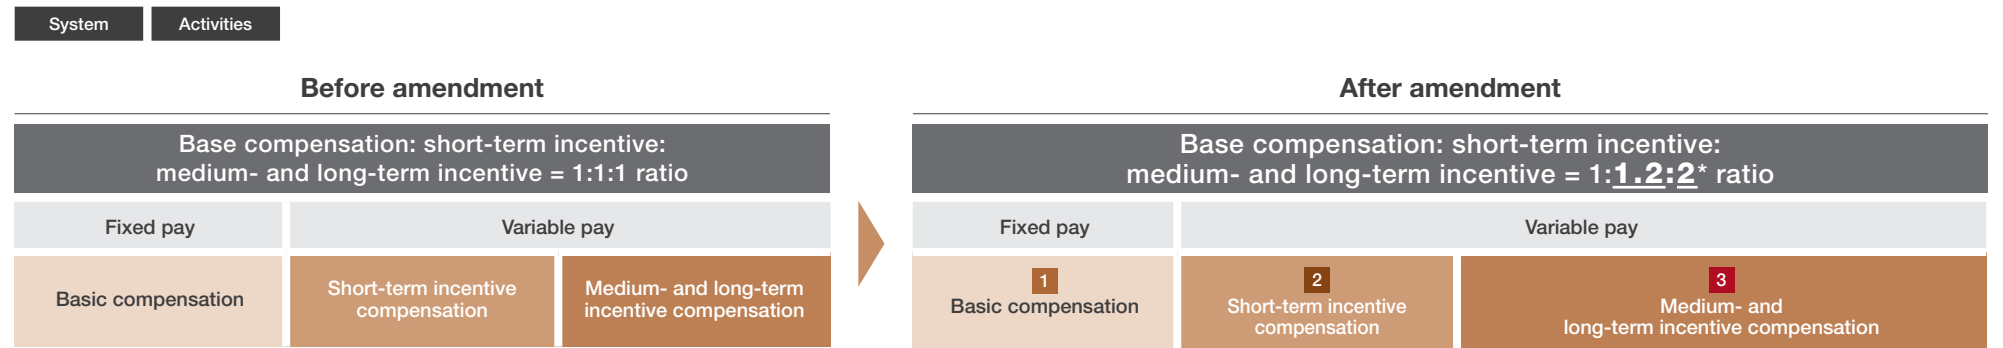 System
Activities
Before amendment
Base compensation: short-term incentive:
medium- and long-term incentive = 1:1:1 ratio
Fixed pay
Variable pay
Basic compensation
Short-term incentive
compensation
Medium- and long-term
incentive compensation
After amendment
Base compensation: short-term incentive:
medium- and long-term incentive = 1:1.2:2* ratio
Fixed pay
Variable pay
1
Basic compensation
2
Short-term incentive
compensation
3
Medium- and
long-term incentive compensation